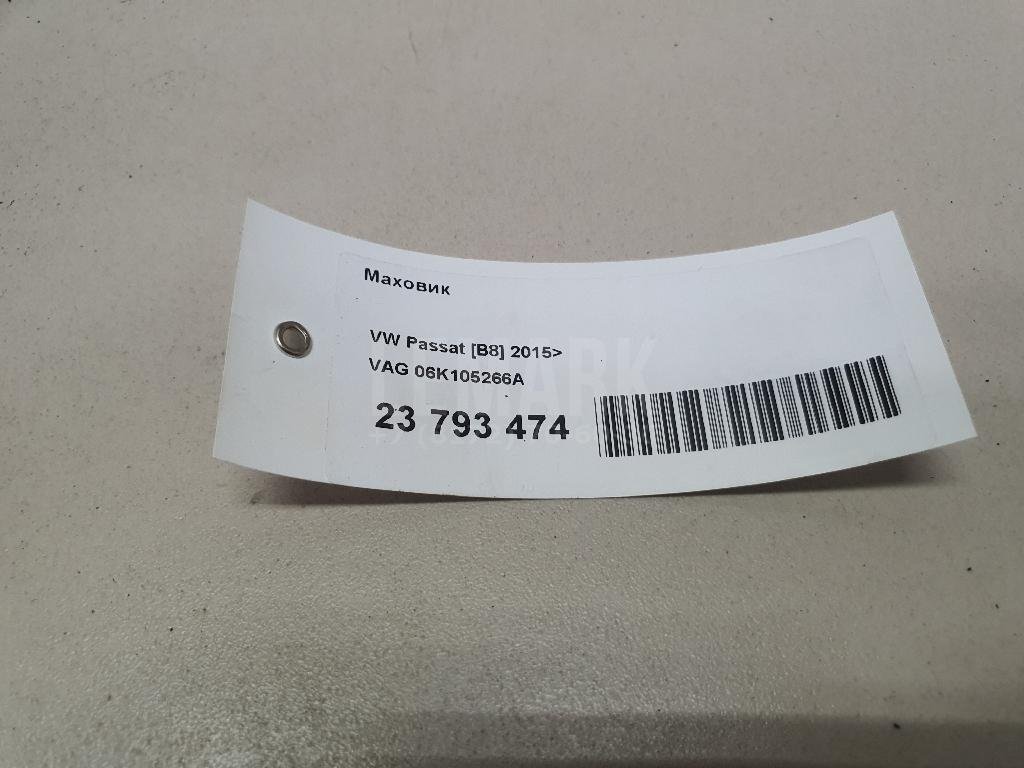 Маховик
VW Passat [B8] 2015>
VAG 06K105266A
23 793 474